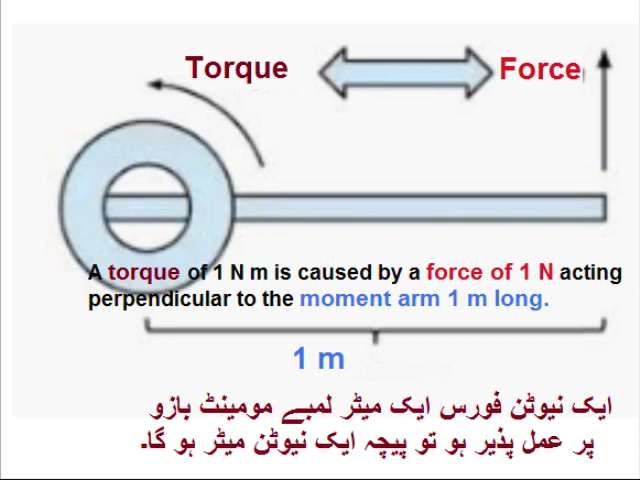 Torque Force
A torque of 1 N m is caused by a force of 1 N acting
perpendicular to the moment arm 1 m long.
1 m
ایک نیوٹن فورس ایک میٹر لمبے مومینٹ بازو
پر عمل پذیر ہو تو پیچہ ایک نیوٹن میٹر ہو گا۔